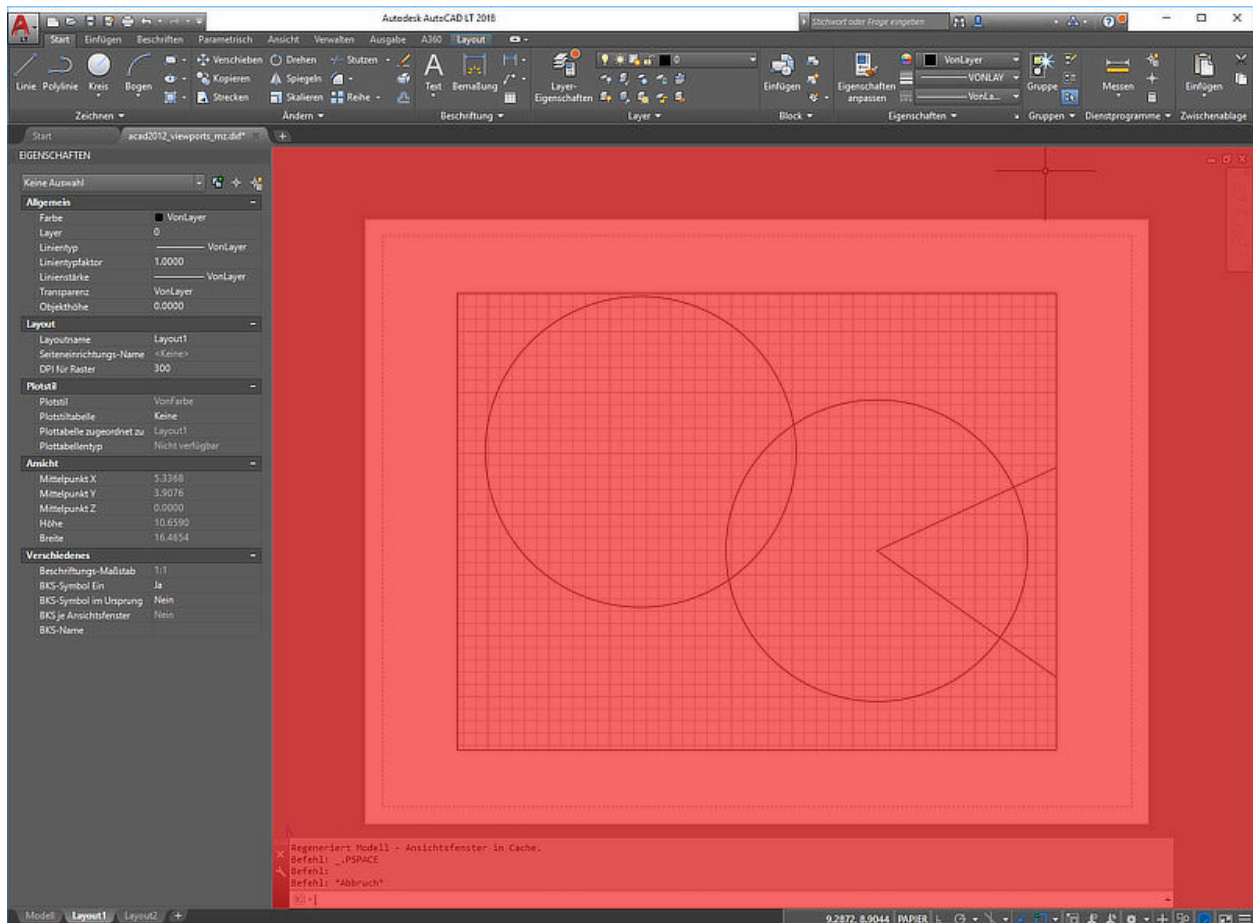 Autodesk AutoCAD LT 2018
Stichwort oder Frage eingeben
Start Einfügen Beschriften Parametrisch Ansicht Verwalten Ausgabe A360 Layout
Linie Polylinie Kreis Bogen
Verschieben Drehen Stutzen
Kopieren Spiegeln
Strecken Skalieren Reihe
Text Bemaßung
Layer-
Eigenschaften
0
Einfügen
Eigenschaften
anpassen
VonLayer
VONLAY
VonLa...
Gruppe
Messen
Einfügen
Zeichnen Ändern Beschriftung Layer Block Eigenschaften Gruppen Dienstprogramme Zwischenablage
Start acad2012_viewports_rnz.dxf*
EIGENSCHAFTEN
Keine Auswahl
Allgemein
Farbe VonLayer
Layer 0
Linientyp VonLayer
Linientypfaktor 1.0000
Linienstärke VonLayer
Transparenz VonLayer
Objekthöhe 0.0000
Layout
Layoutname Layout1
Seiteneinrichtungs-Name <Keine>
DPI für Raster 300
Plotstil
Plotstil VonFarbe
Plotstiltabelle Keine
Plottabelle zugeordnet zu Layout1
Plottabellentyp Nicht verfügbar
Ansicht
Mittelpunkt X 5.3368
Mittelpunkt Y 3.9076
Mittelpunkt Z 0.0000
Höhe 10.6590
Breite 16.4654
Verschiedenes
Beschriftungs-Maßstab 1:1
BKS-Symbol Ein Ja
BKS-Symbol im Ursprung Nein
BKS je Ansichtsfenster Nein
BKS-Name
Regeneriert Modell - Ansichtsfenster in Cache.
Befehl: _.PSPACE
Befehl:
Befehl: *Abbruch*
Modell Layout1 Layout2 +
9.2872, 8.9044 PAPIER